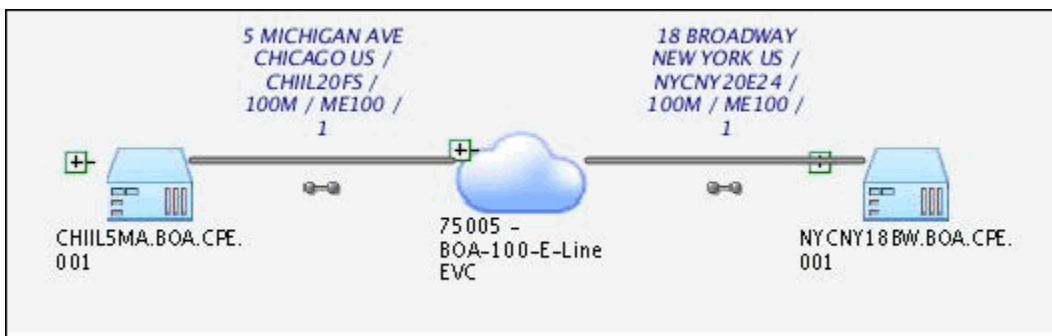 5 MICHIGAN AVE
CHICAGO US /
CHIIL20FS /
100M / ME100 /
1
18 BROADWAY
NEW YORK US /
NYCNY20E24 /
100M / ME100 /
1
CHIIL5MA.BOA.CPE.
001
75005 -
BOA-100-E-Line
EVC
NYCNY18BW.BOA.CPE.
001